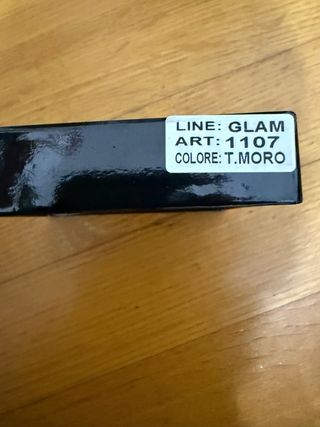 LINE: GLAM
ART: 1107
COLORE: T.MORO